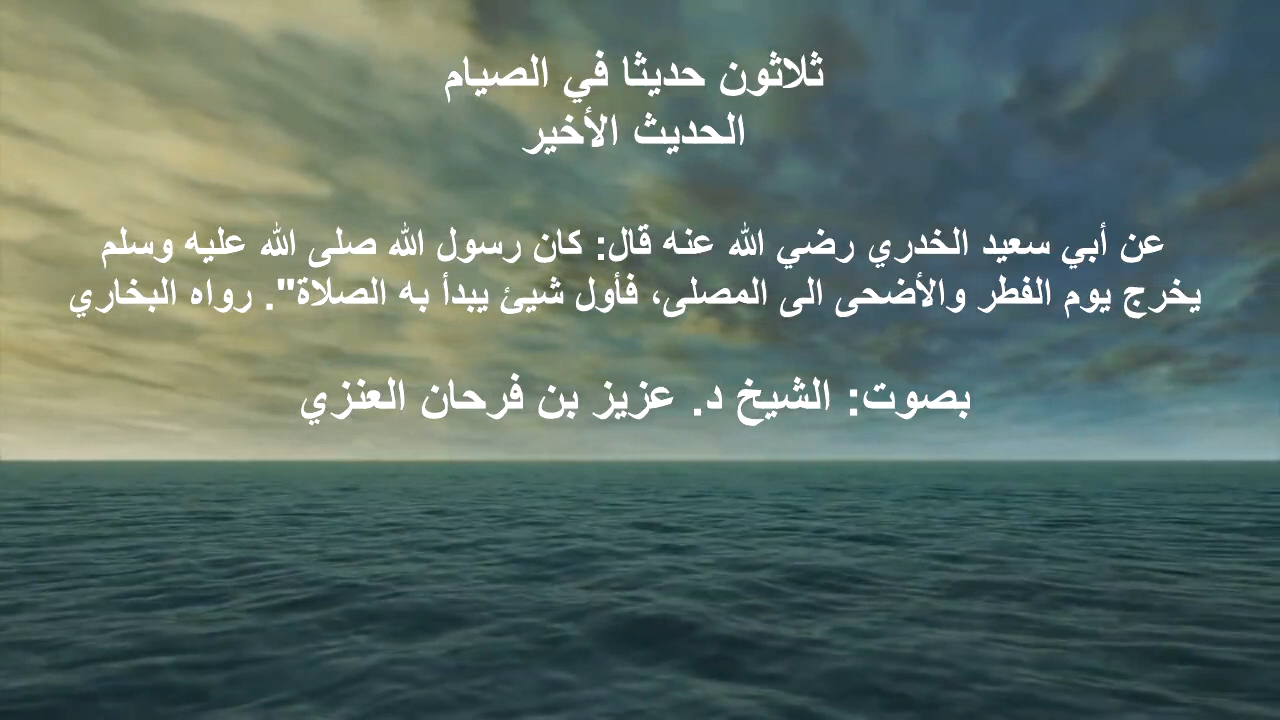 ثلاثون حديثا في الصيام
الحديث الأخير
عن أبي سعيد الخدري رضي الله عنه قال: كان رسول الله صلى الله عليه وسلم
يخرج يوم الفطر والأضحى الى المصلى، فأول شيئ يبدأ به الصلاة". رواه البخاري
بصوت: الشيخ د. عزيز بن فرحان العنزي